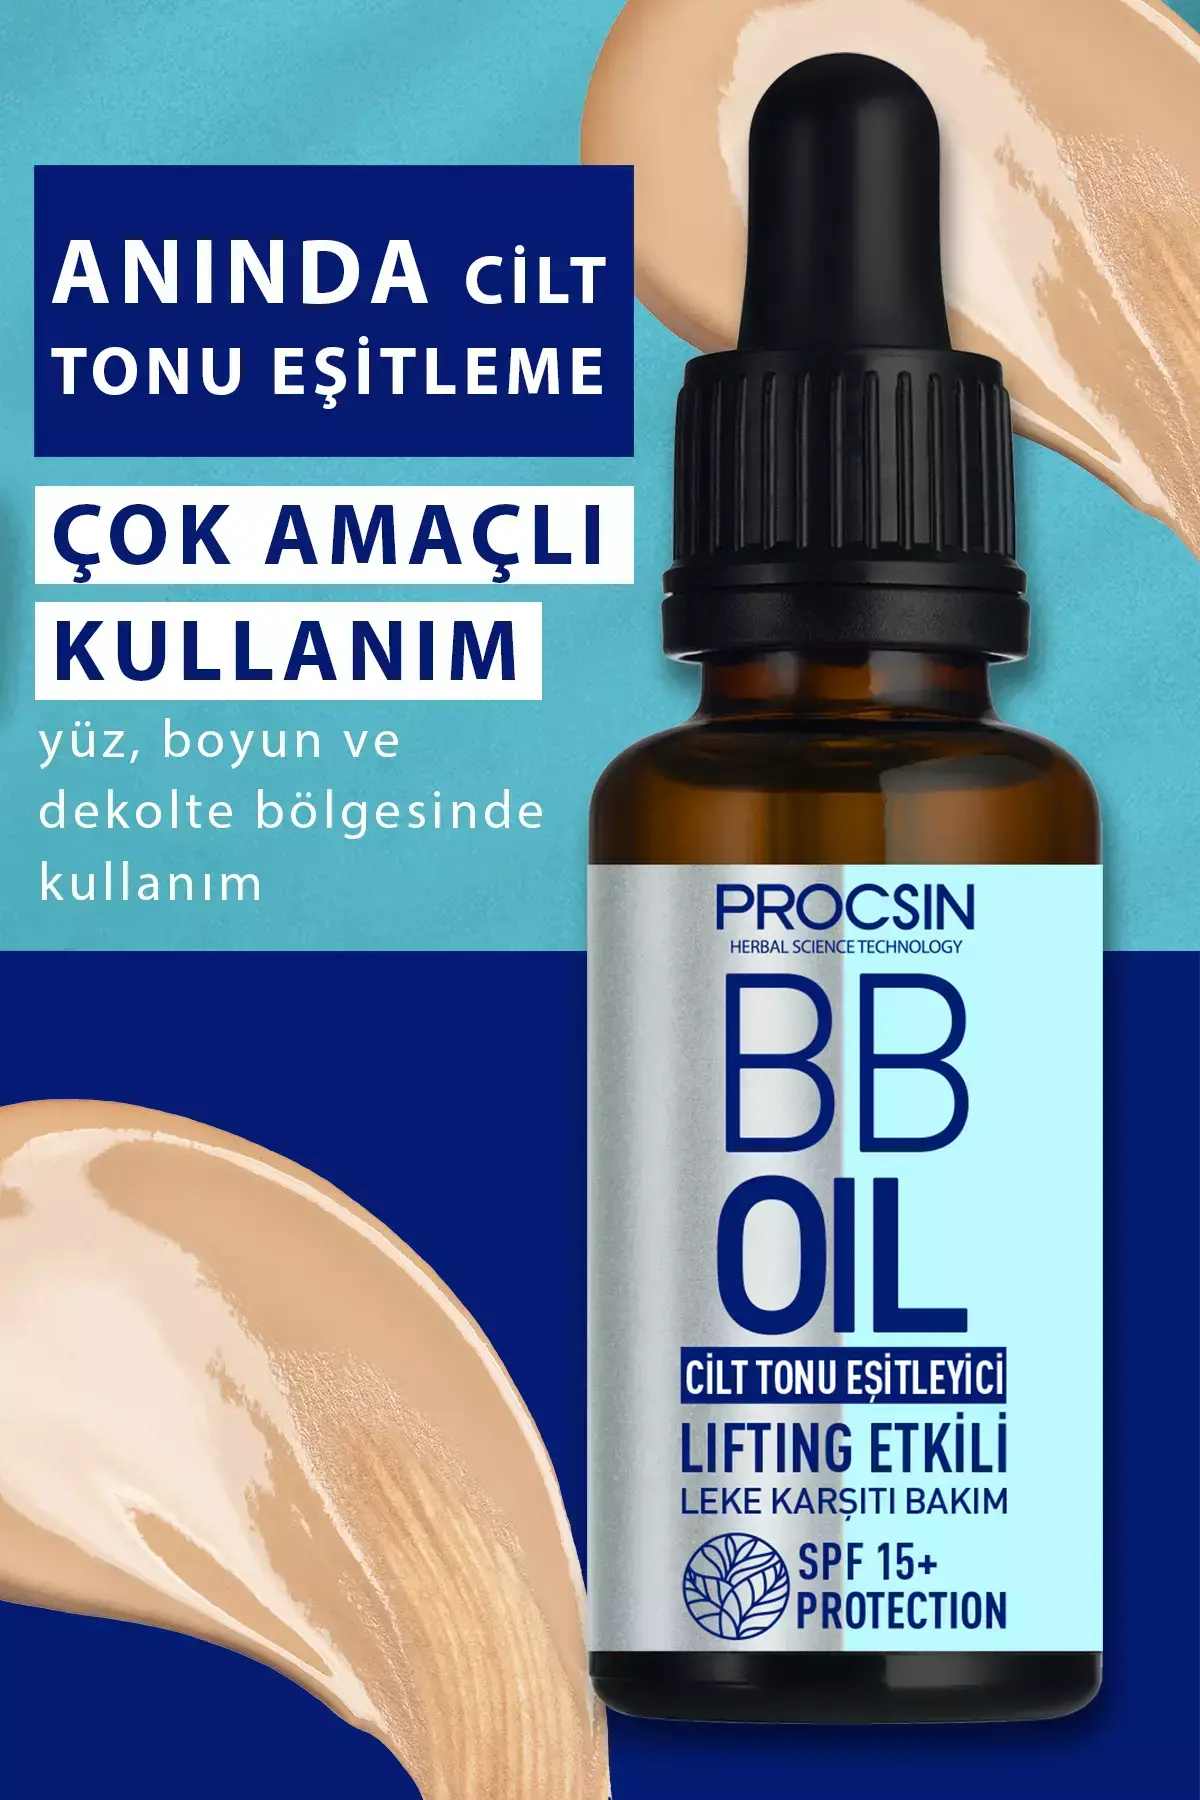 ANINDA CİLT
TONU EŞİTLEME
ÇOK AMAÇLI
KULLANIM
yüz, boyun ve
dekolte bölgesinde
kullanım
PROCSIN
HERBAL SCIENCE TECHNOLOGY
BB
OIL
CİLT TONU EŞİTLEYİCİ
LIFTING ETKİLİ
LEKE KARŞITI BAKIM
SPF 15+
PROTECTION